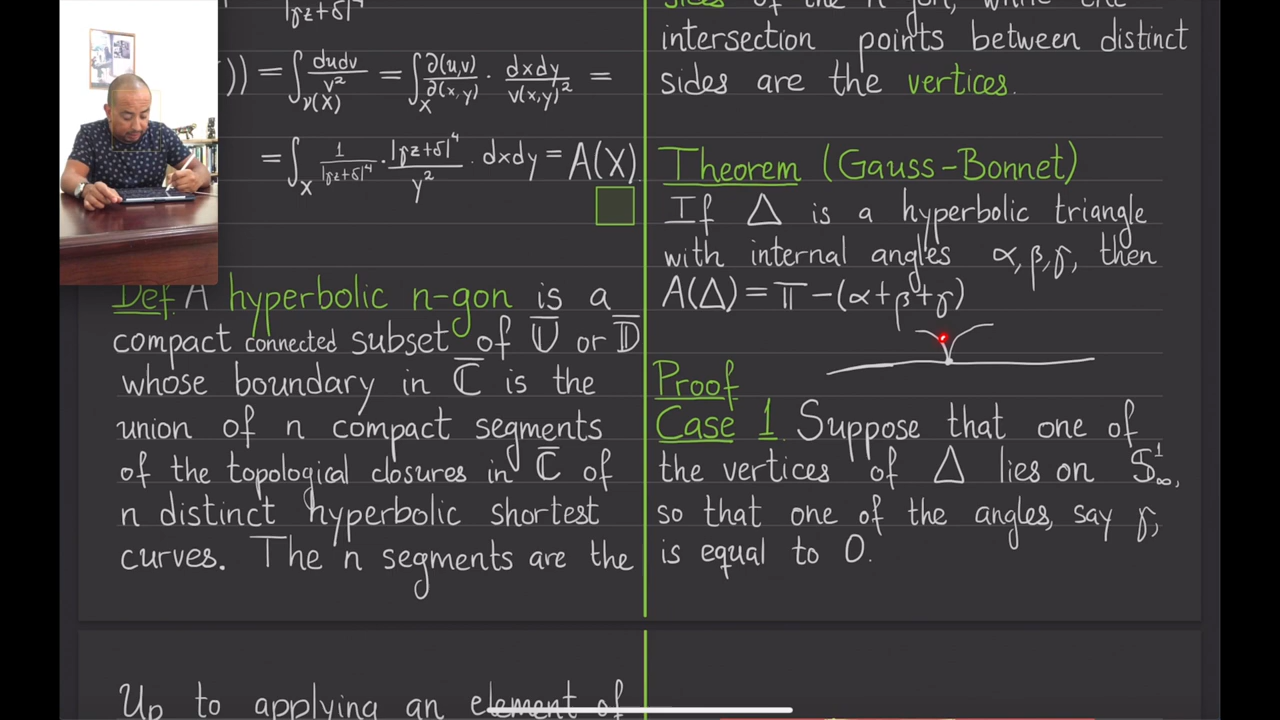 |γz+δ|⁴
)) = ∫_{ν(X)} dudv/v² = ∫_X ∂(u,v)/∂(x,y) · dxdy/v(x,y)² =
= ∫_X 1/|γz+δ|⁴ · |γz+δ|⁴/y² · dxdy = A(X).
Def. A hyperbolic n-gon is a
compact connected subset of U̅ or D̅
whose boundary in C̅ is the
union of n compact segments
of the topological closures in C̅ of
n distinct hyperbolic shortest
curves. The n segments are the
Up to applying an element of
sides of the n-gon, while the
intersection points between distinct
sides are the vertices.
Theorem (Gauss-Bonnet)
If △ is a hyperbolic triangle
with internal angles α, β, γ, then
A(△) = π - (α+β+γ)
Proof
Case 1. Suppose that one of
the vertices of △ lies on S¹_∞,
so that one of the angles, say γ,
is equal to 0.